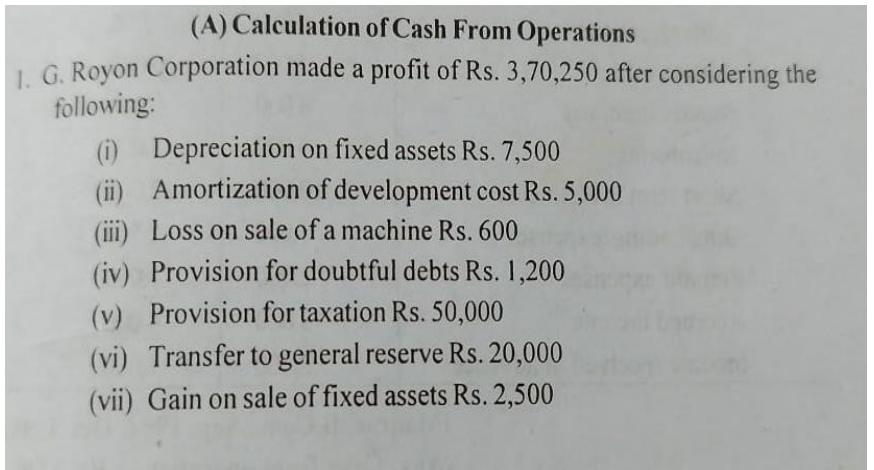 (A) Calculation of Cash From Operations
1. G. Royon Corporation made a profit of Rs. 3,70,250 after considering the
following:
(i) Depreciation on fixed assets Rs. 7,500
(ii) Amortization of development cost Rs. 5,000
(iii) Loss on sale of a machine Rs. 600
(iv) Provision for doubtful debts Rs. 1,200
(v) Provision for taxation Rs. 50,000
(vi) Transfer to general reserve Rs. 20,000
(vii) Gain on sale of fixed assets Rs. 2,500